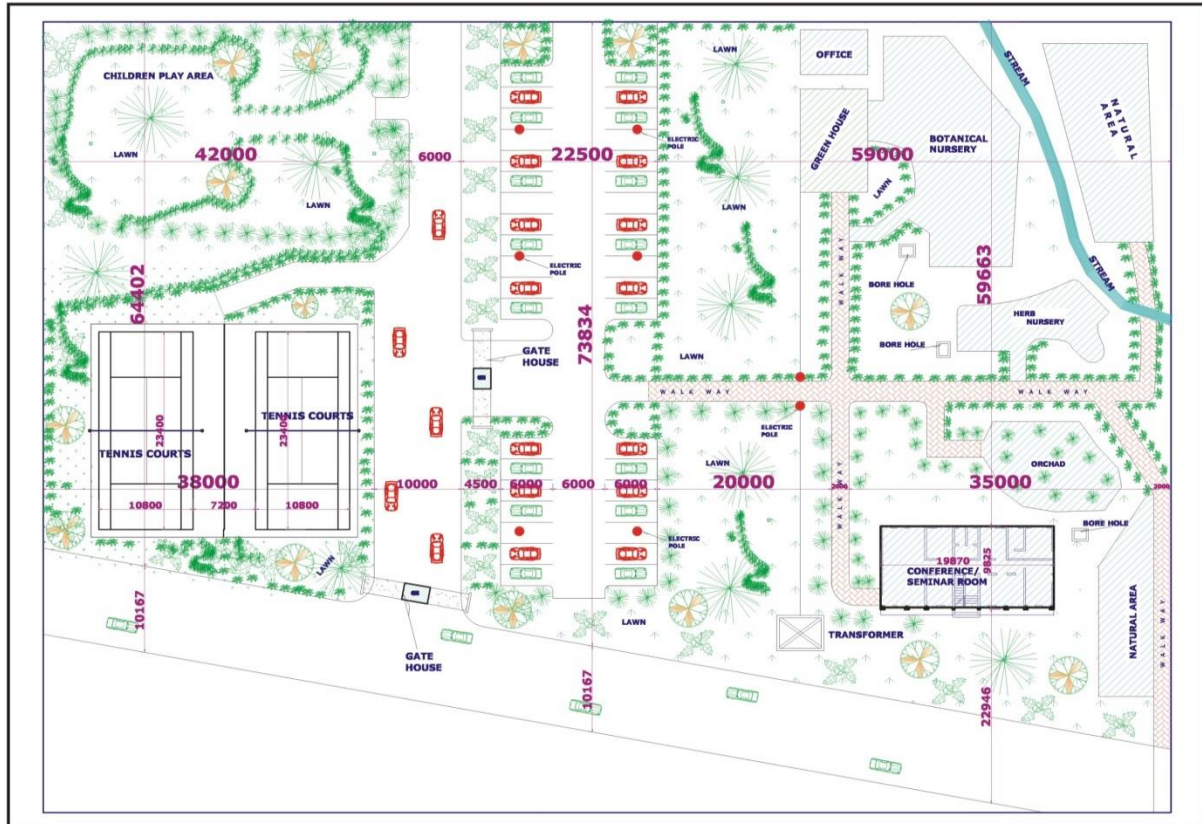 OFFICE
LAWN
STREAM
CHILDREN PLAY AREA
NATURAL
AREA
GREEN HOUSE
BOTANICAL
NURSERY
ELECTRIC
POLE
LAWN
42000
6000
22500
59000
LAWN
LAWN
LAWN
WALK WAY
ELECTRIC
POLE
BORE HOLE
STREAM
64402
59663
73834
HERB
NURSERY
BORE HOLE
GATE
HOUSE
LAWN
WALK WAY
WALK WAY
TENNIS COURTS
23400
23400
TENNIS COURTS
ELECTRIC
POLE
LAWN
ORCHAD
38000
10000
4500
6000
6000
6000
20000
2000
35000
2000
10800
7200
10800
WALK WAY
BORE HOLE
ELECTRIC
POLE
LAWN
19870
9825
CONFERENCE/
SEMINAR ROOM
10167
LAWN
TRANSFORMER
NATURAL AREA
WALK WAY
GATE
HOUSE
10167
22946